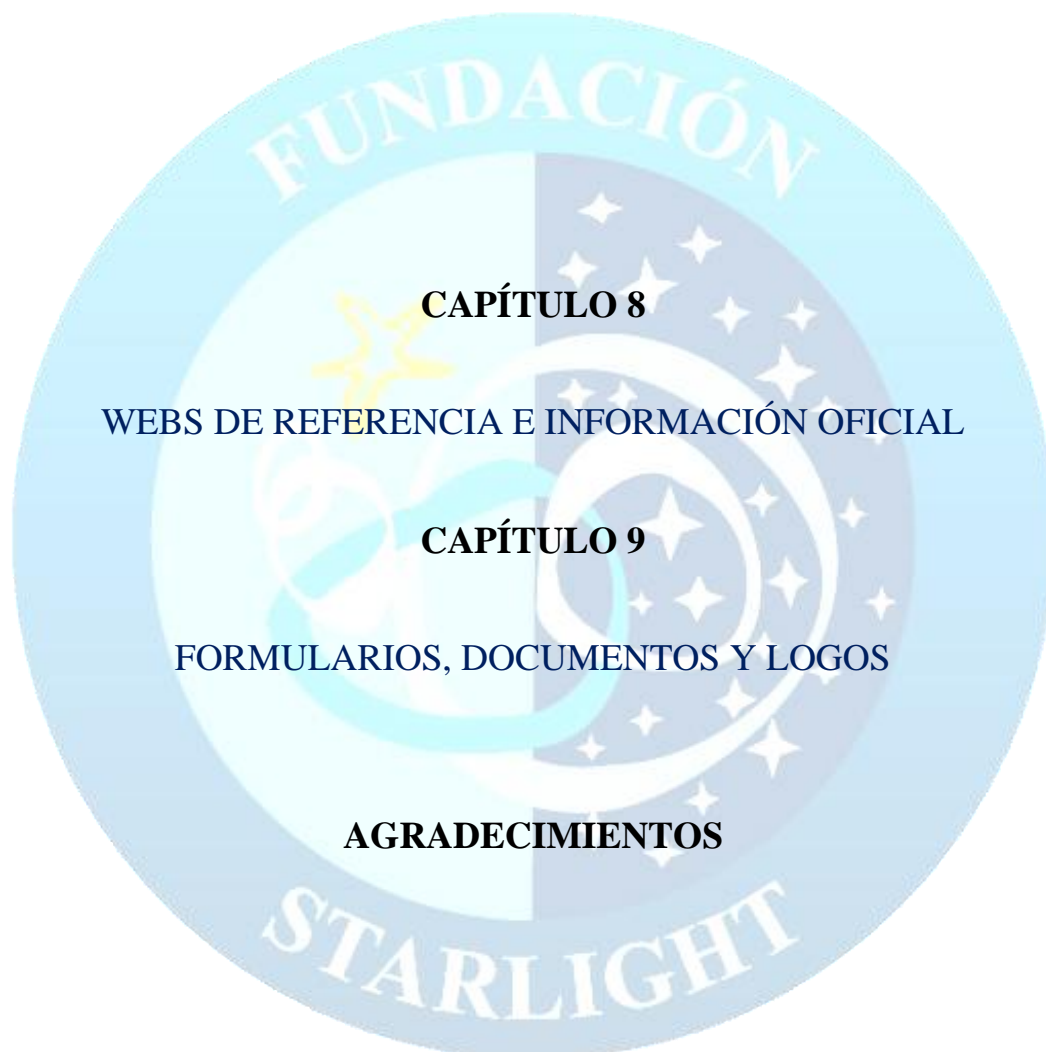 FUNDACIÓN
CAPÍTULO 8
WEBS DE REFERENCIA E INFORMACIÓN OFICIAL
CAPÍTULO 9
FORMULARIOS, DOCUMENTOS Y LOGOS
AGRADECIMIENTOS
STARLIGHT